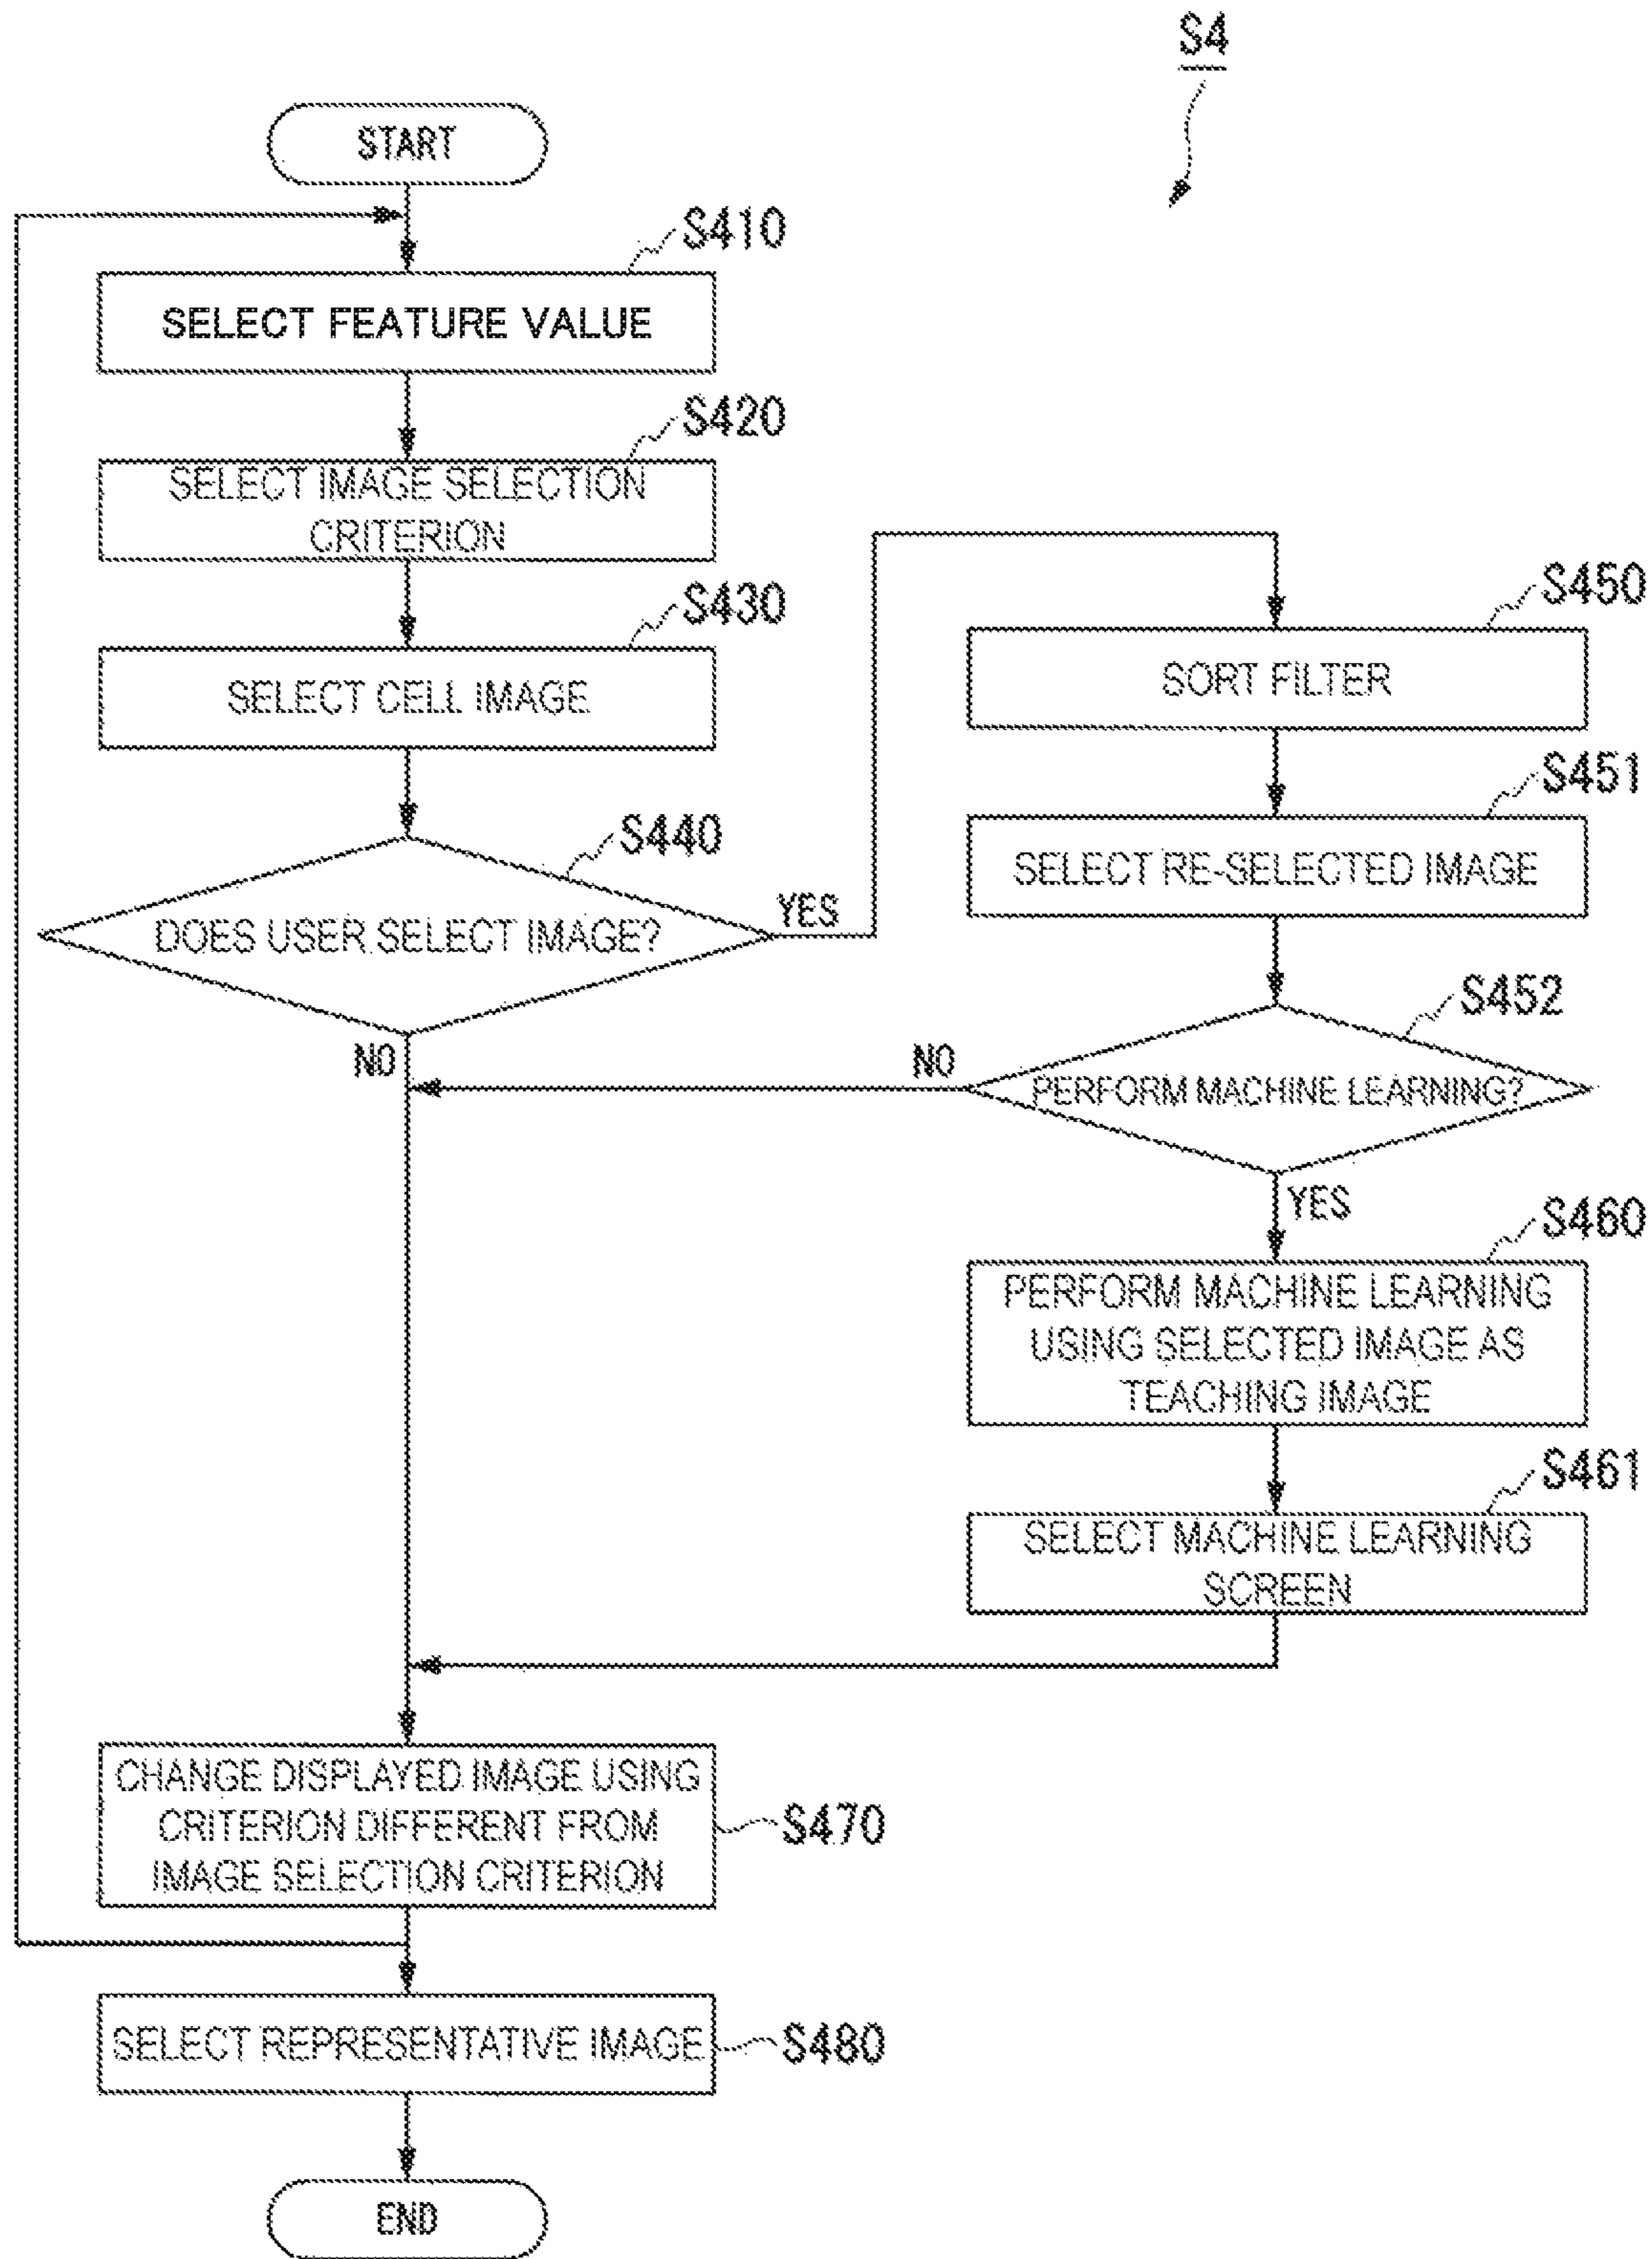 S4
START
S410
SELECT FEATURE VALUE
S420
SELECT IMAGE SELECTION
CRITERION
S430
SELECT CELL IMAGE
S440
DOES USER SELECT IMAGE?
YES
NO
S450
SORT FILTER
S451
SELECT RE-SELECTED IMAGE
S452
PERFORM MACHINE LEARNING?
NO
YES
S460
PERFORM MACHINE LEARNING
USING SELECTED IMAGE AS
TEACHING IMAGE
S461
SELECT MACHINE LEARNING
SCREEN
CHANGE DISPLAYED IMAGE USING
CRITERION DIFFERENT FROM
IMAGE SELECTION CRITERION
S470
SELECT REPRESENTATIVE IMAGE
S480
END